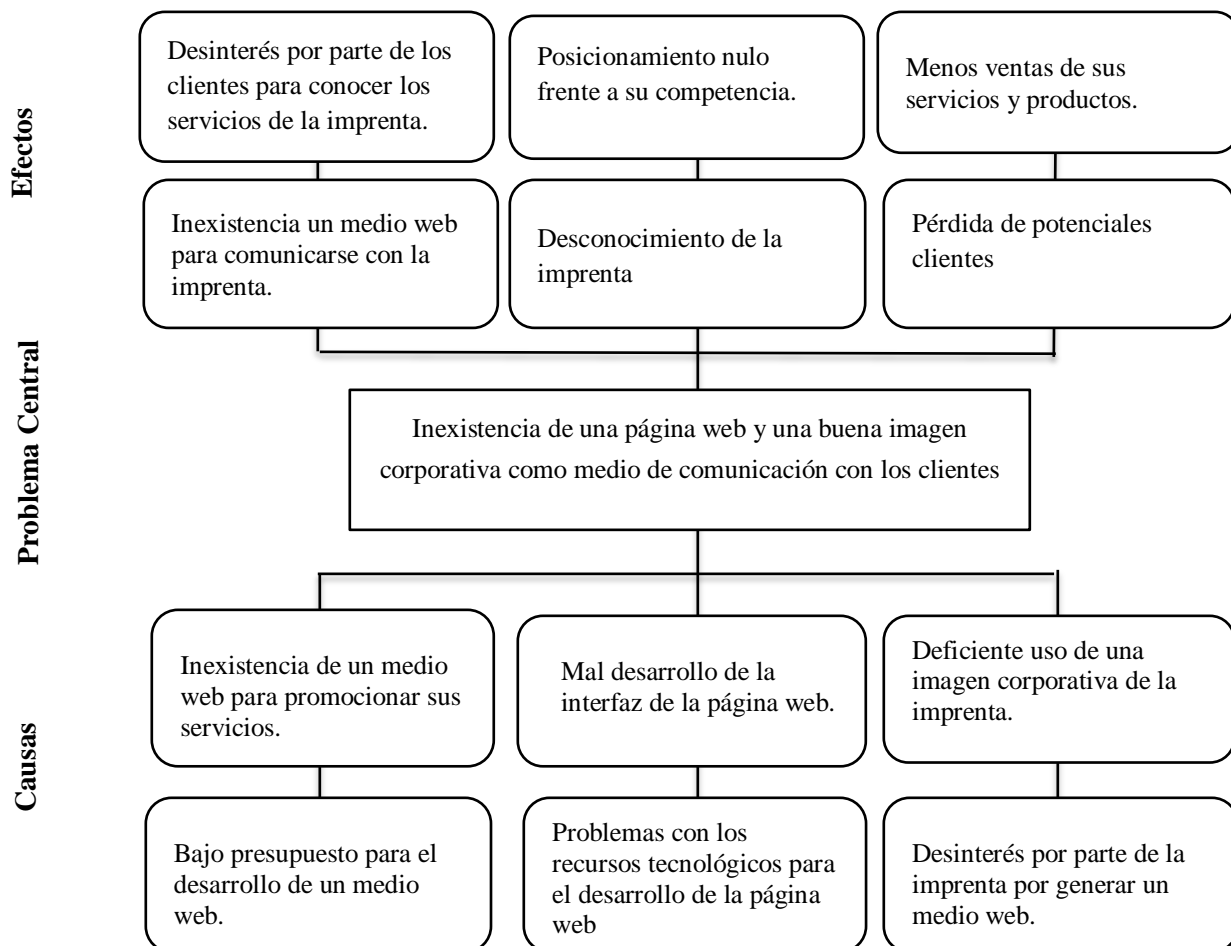 Efectos
Desinterés por parte de los
clientes para conocer los
servicios de la imprenta.
Posicionamiento nulo
frente a su competencia.
Menos ventas de sus
servicios y productos.
Inexistencia un medio web
para comunicarse con la
imprenta.
Desconocimiento de la
imprenta
Pérdida de potenciales
clientes
Problema Central
Inexistencia de una página web y una buena imagen
corporativa como medio de comunicación con los clientes
Causas
Inexistencia de un medio
web para promocionar sus
servicios.
Mal desarrollo de la
interfaz de la página web.
Deficiente uso de una
imagen corporativa de la
imprenta.
Bajo presupuesto para el
desarrollo de un medio
web.
Problemas con los
recursos tecnológicos para
el desarrollo de la página
web
Desinterés por parte de la
imprenta por generar un
medio web.